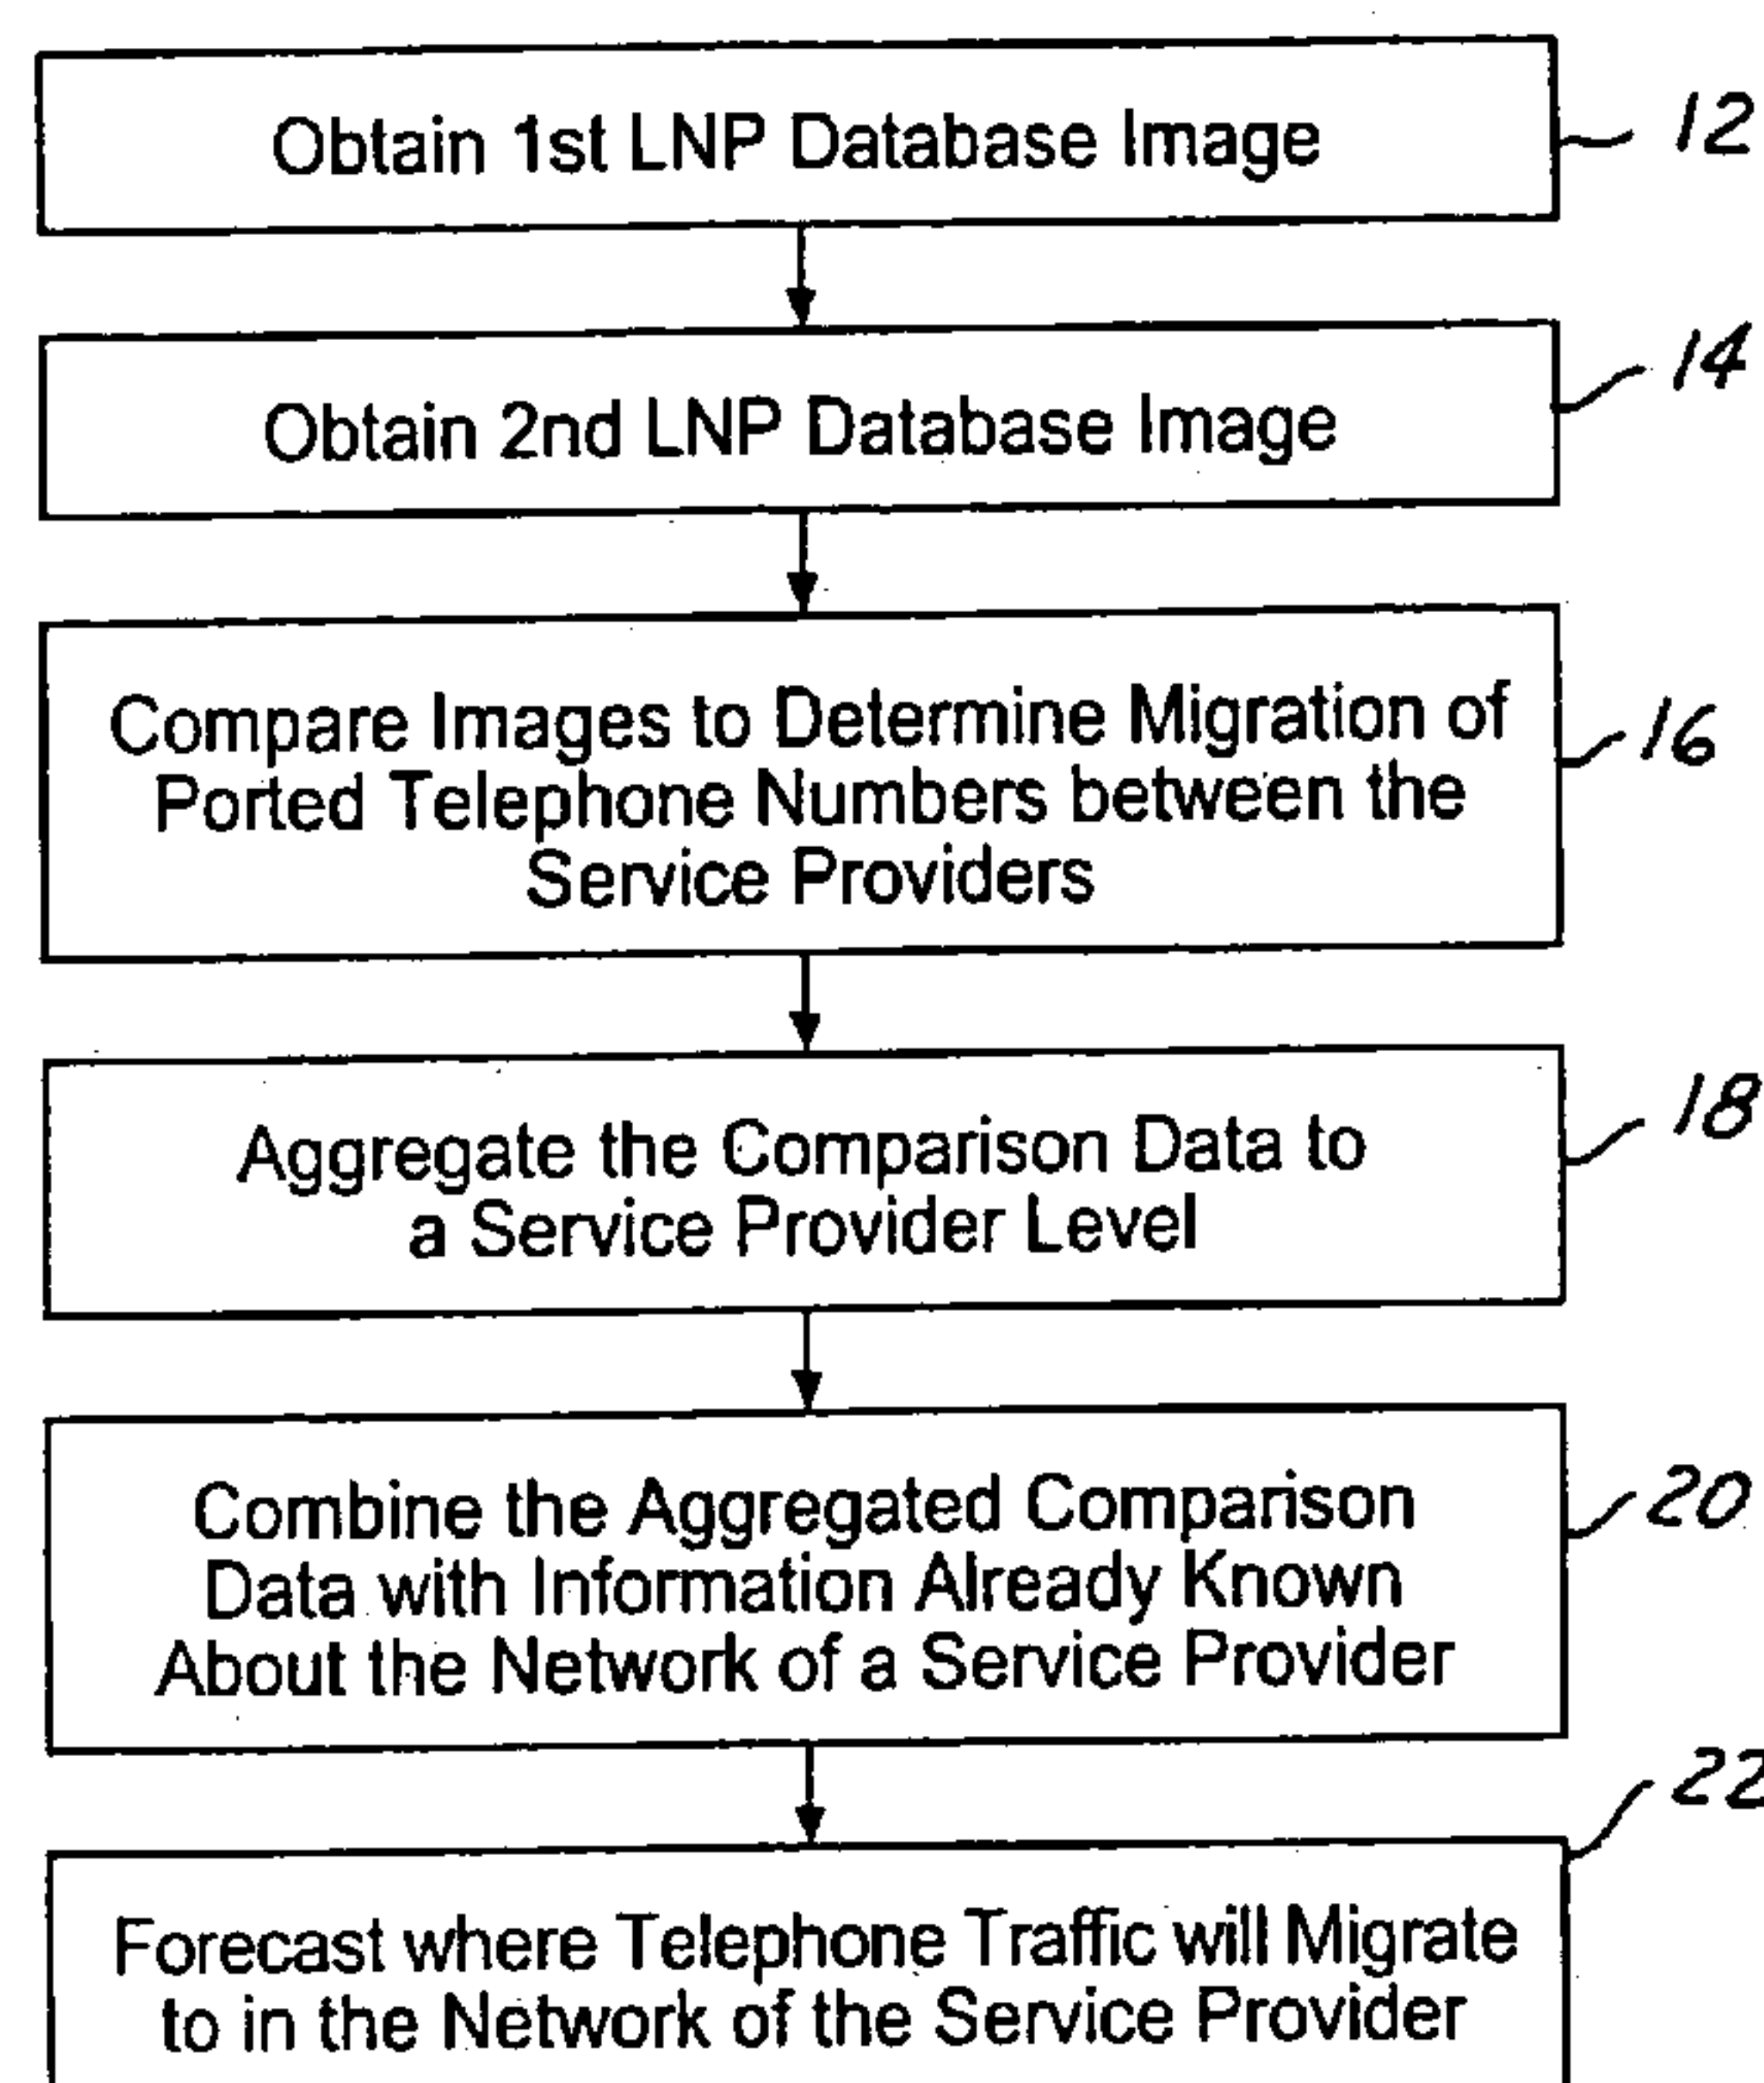 Obtain 1st LNP Database Image
12
Obtain 2nd LNP Database Image
14
Compare Images to Determine Migration of
Ported Telephone Numbers between the
Service Providers
16
Aggregate the Comparison Data to
a Service Provider Level
18
Combine the Aggregated Comparison
Data with Information Already Known
About the Network of a Service Provider
20
22
Forecast where Telephone Traffic will Migrate
to in the Network of the Service Provider